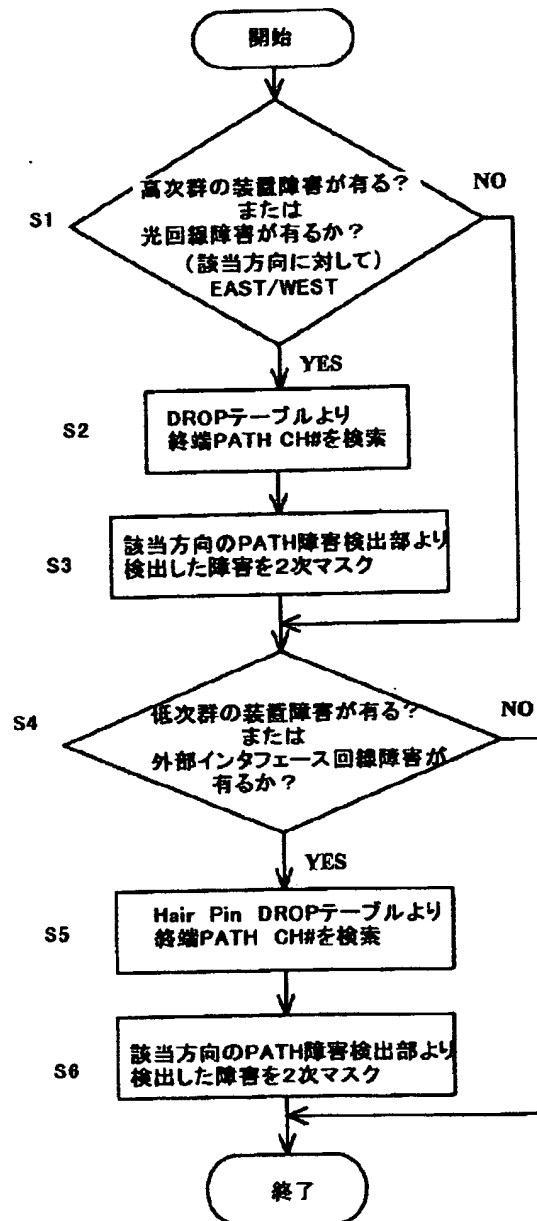 開始
高次群の装置障害が有る?
または
光回線障害が有るか?
(該当方向に対して)
EAST/WEST
NO
S1
YES
DROPテーブルより
終端PATH CH#を検索
S2
該当方向のPATH障害検出部より
検出した障害を2次マスク
S3
低次群の装置障害が有る?
または
外部インタフェース回線障害が
有るか?
NO
S4
YES
Hair Pin DROPテーブルより
終端PATH CH#を検索
S5
該当方向のPATH障害検出部より
検出した障害を2次マスク
S6
終了